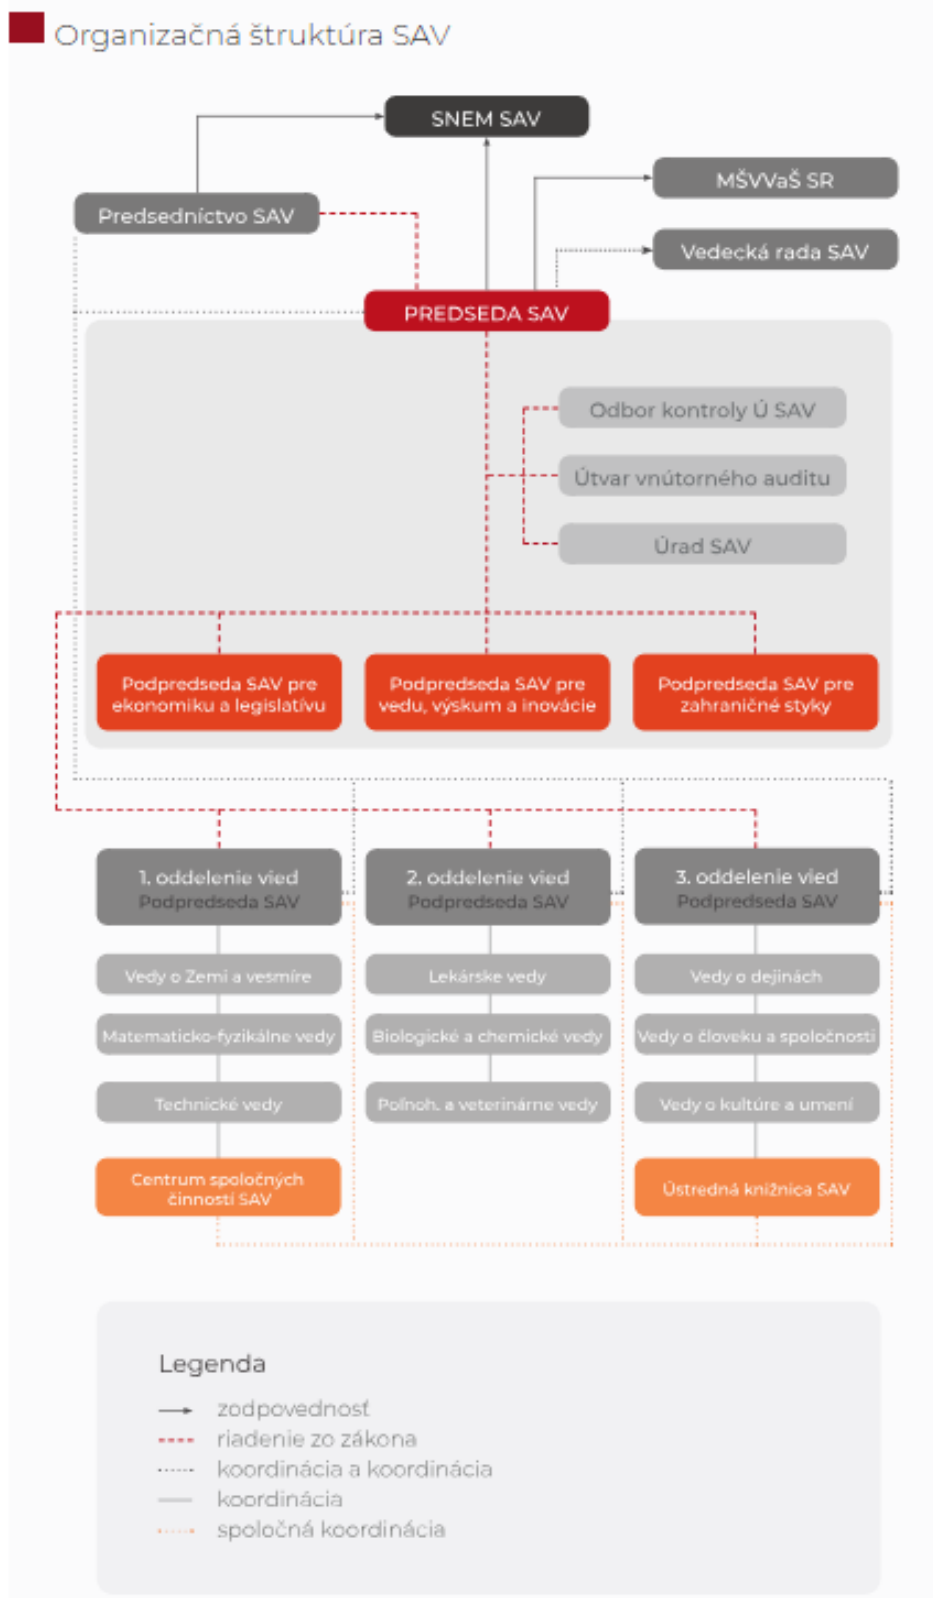 Organizačná štruktúra SAV
SNEM SAV
MŠVVaŠ SR
Predsedníctvo SAV
Vedecká rada SAV
PREDSEDA SAV
Odbor kontroly Ú SAV
Útvar vnútorného auditu
Úrad SAV
Podpredseda SAV pre
ekonomiku a legislatívu
Podpredseda SAV pre
vedu, výskum a inovácie
Podpredseda SAV pre
zahraničné styky
1. oddelenie vied
Podpredseda SAV
2. oddelenie vied
Podpredseda SAV
3. oddelenie vied
Podpredseda SAV
Vedy o Zemi a vesmíre
Lekárske vedy
Vedy o dejinách
Matematicko-fyzikálne vedy
Biologické a chemické vedy
Vedy o človeku a spoločnosti
Technické vedy
Poľnoh. a veterinárne vedy
Vedy o kultúre a umení
Centrum spoločných
činností SAV
Ústredná knižnica SAV
Legenda
zodpovednosť
riadenie zo zákona
koordinácia a koordinácia
koordinácia
spoločná koordinácia